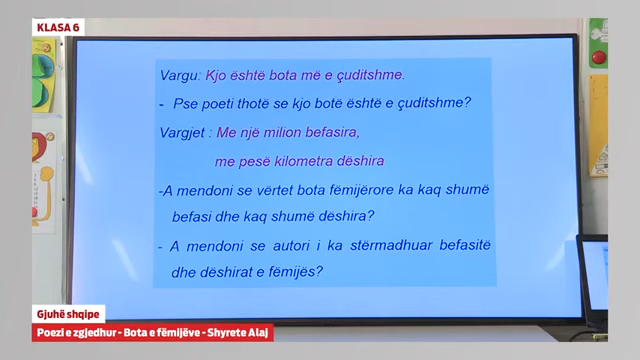 KLASA 6
Vargu: Kjo është bota më e çuditshme.
- Pse poeti thotë se kjo botë është e çuditshme?
Vargjet : Me një milion befasira,
me pesë kilometra dëshira
-A mendoni se vërtet bota fëmijërore ka kaq shumë
befasi dhe kaq shumë dëshira?
- A mendoni se autori i ka stërmadhuar befasitë
dhe dëshirat e fëmijës?
Gjuhë shqipe
Poezi e zgjedhur - Bota e fëmijëve - Shyrete Alaj